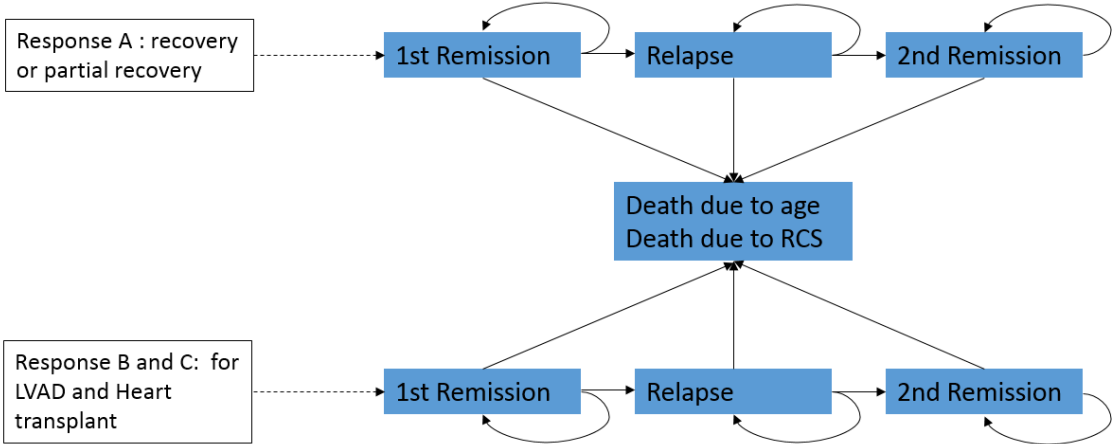 Response A : recovery
or partial recovery
1st Remission
Relapse
2nd Remission
Death due to age
Death due to RCS
Response B and C:  for
LVAD and Heart
transplant
1st Remission
Relapse
2nd Remission